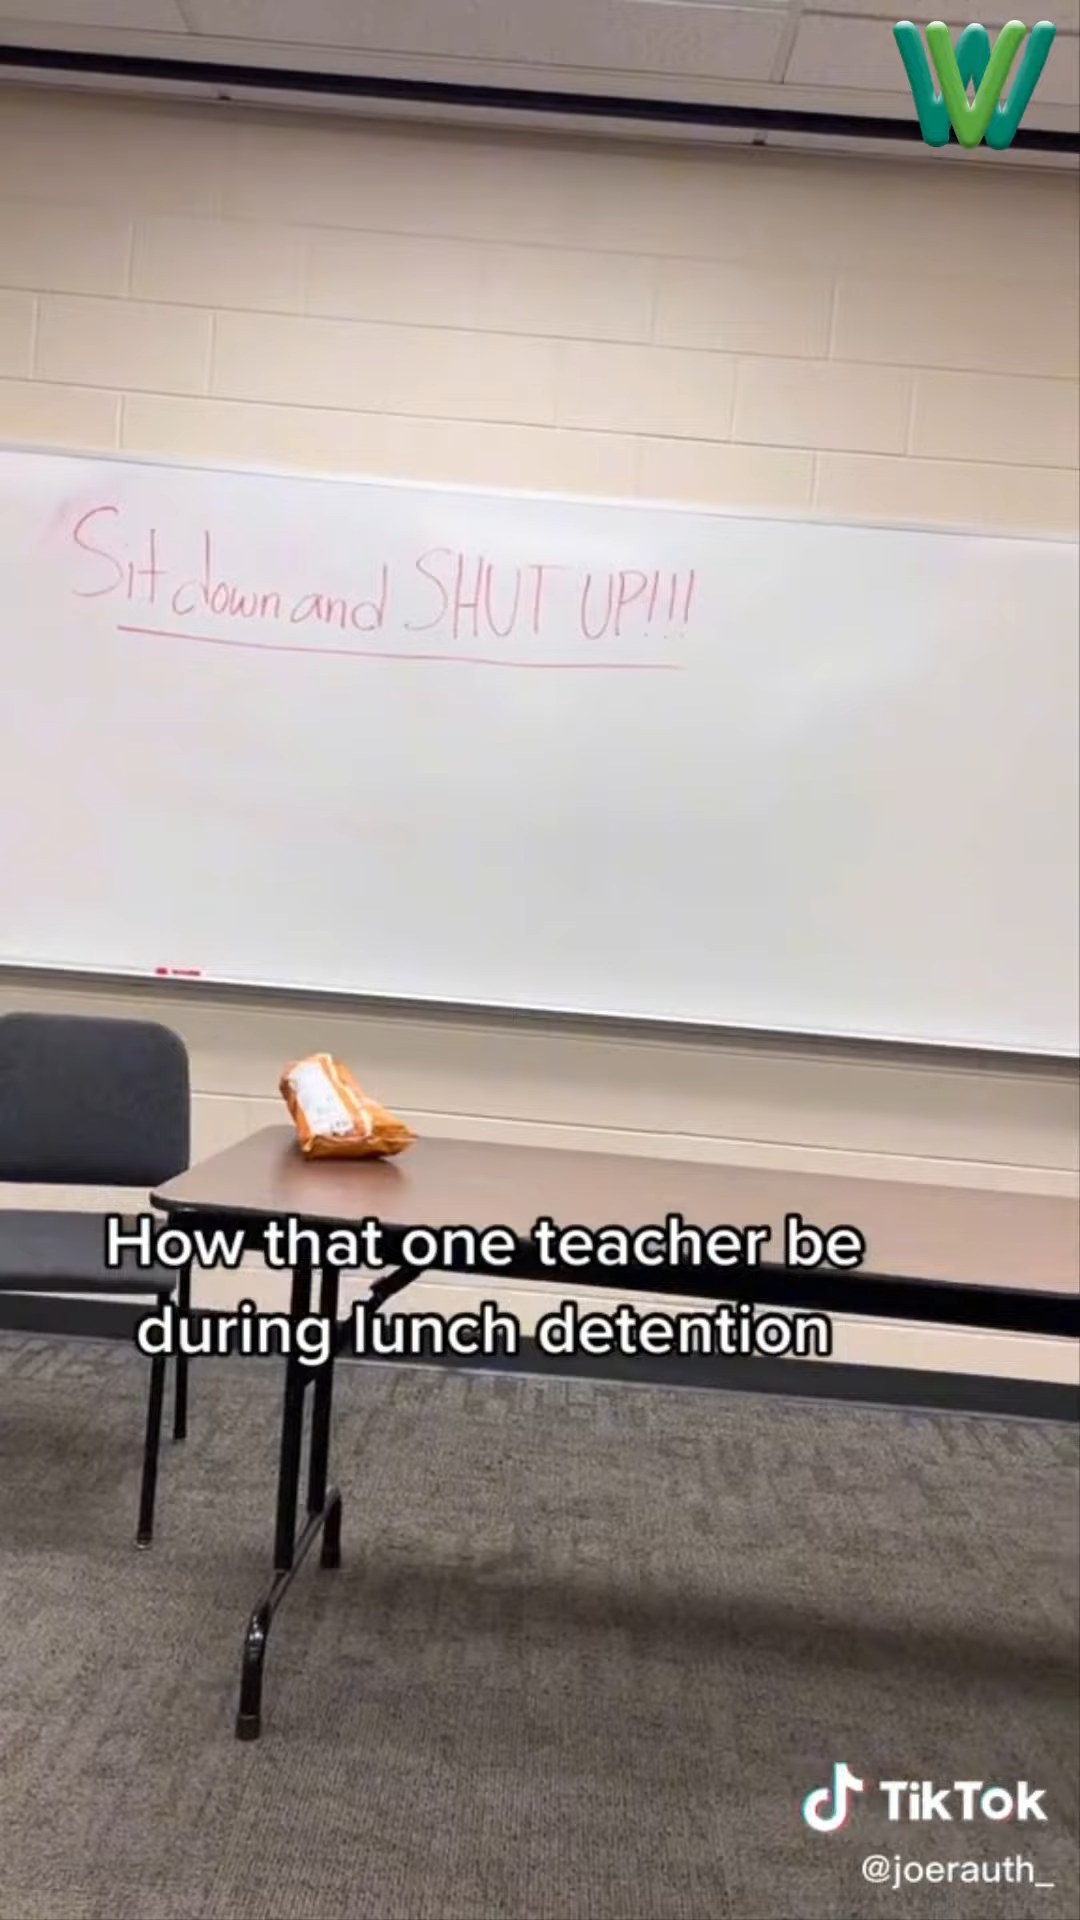 Sit down and SHUT UP!!!
How that one teacher be
during lunch detention
TikTok
@joerauth_